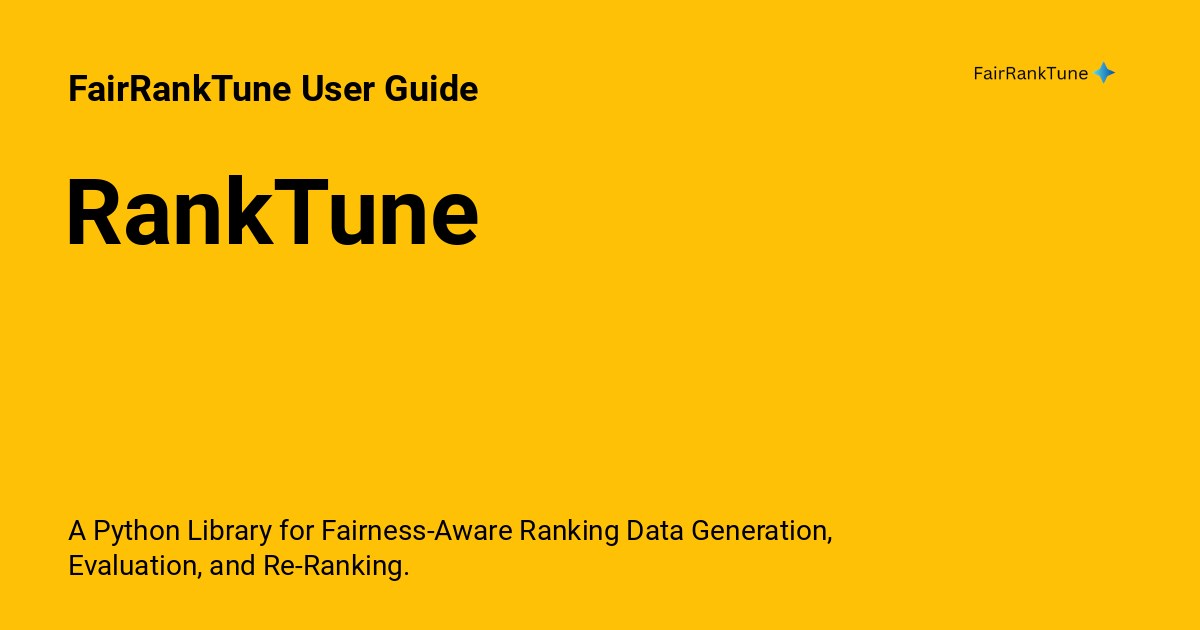 FairRankTune User Guide
FairRankTune
RankTune
A Python Library for Fairness-Aware Ranking Data Generation,
Evaluation, and Re-Ranking.